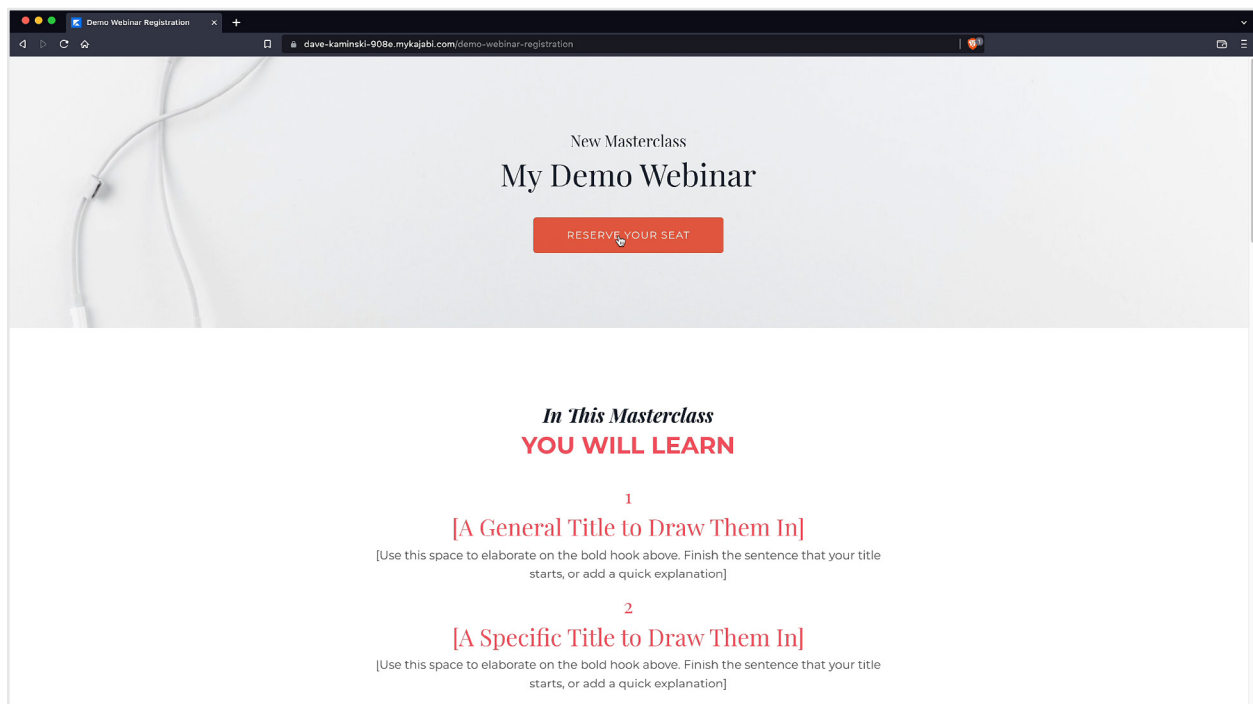 Demo Webinar Registration
dave-kaminski-908e.mykajabi.com/demo-webinar-registration
New Masterclass
My Demo Webinar
RESERVE YOUR SEAT
In This Masterclass
YOU WILL LEARN
1
[A General Title to Draw Them In]
[Use this space to elaborate on the bold hook above. Finish the sentence that your title
starts, or add a quick explanation]
2
[A Specific Title to Draw Them In]
[Use this space to elaborate on the bold hook above. Finish the sentence that your title
starts, or add a quick explanation]